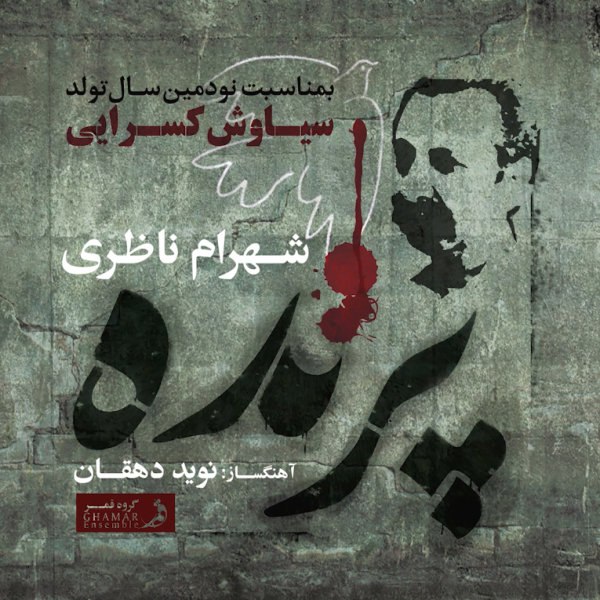 بمناسبت نودمین سال تولد
سیاوش کسرایی
شهرام ناظری
پرنده
آهنگساز: نوید دهقان
گروه قمر
GHAMAR
Ensemble